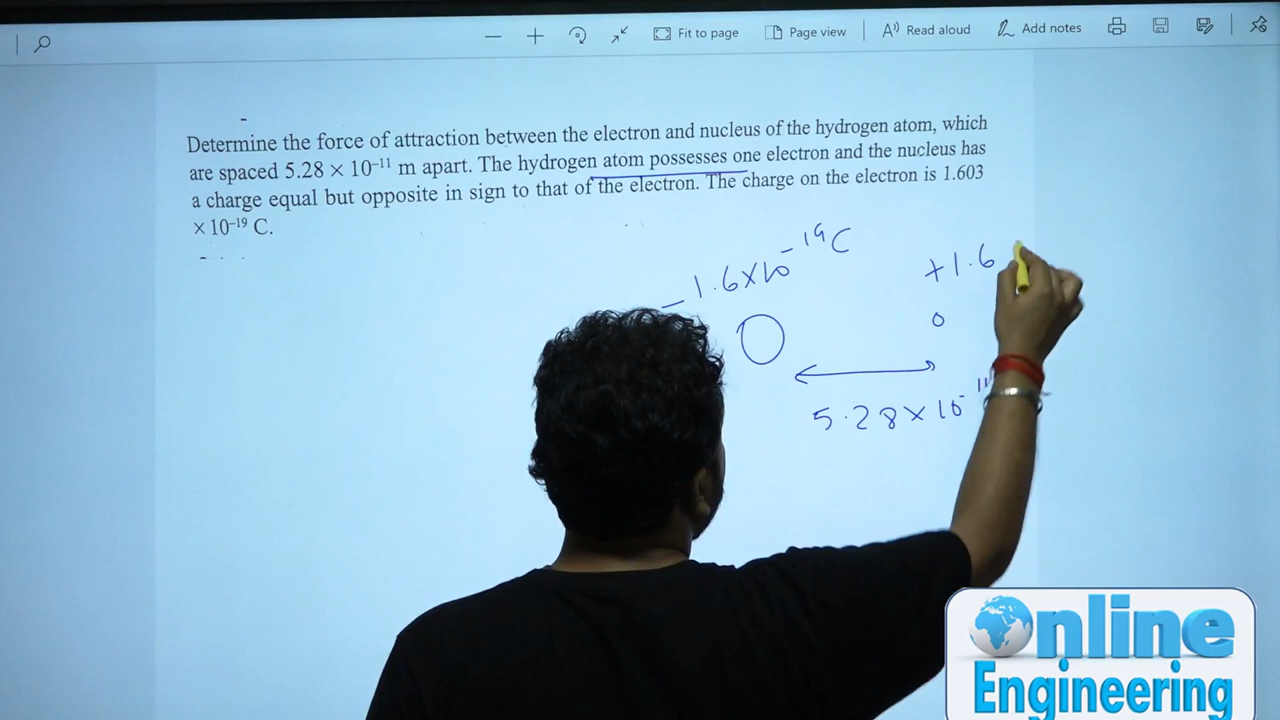 Fit to page
Page view
Read aloud
Add notes
Determine the force of attraction between the electron and nucleus of the hydrogen atom, which
are spaced 5.28 × 10⁻¹¹ m apart. The hydrogen atom possesses one electron and the nucleus has
a charge equal but opposite in sign to that of the electron. The charge on the electron is 1.603
× 10⁻¹⁹ C.
-1.6×10⁻¹⁹C
+1.6
5.28×10⁻¹¹
Online
Engineering